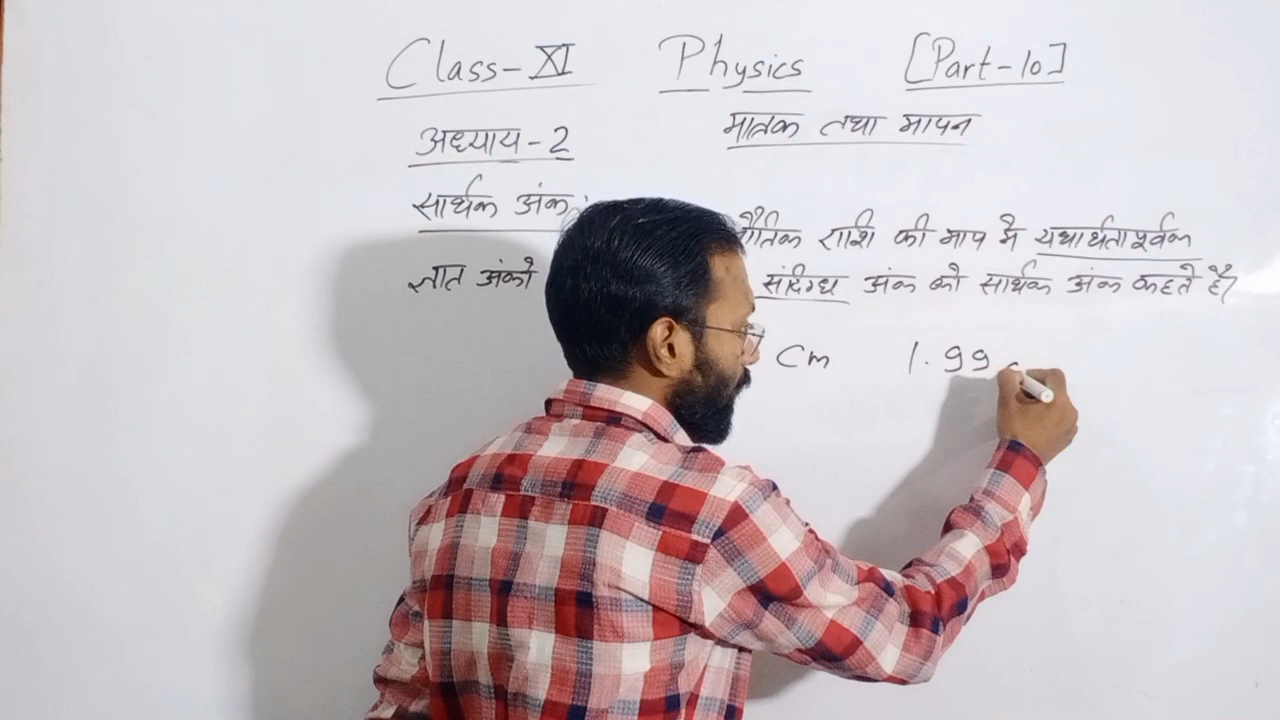 Class-XI Physics [Part-10]
अध्याय-2 मात्रक तथा मापन
सार्थक अंक राशि की माप में यथार्थतापूर्वक
ज्ञात अंको संदिग्ध अंक को सार्थक अंक कहते है।
Cm 1.99